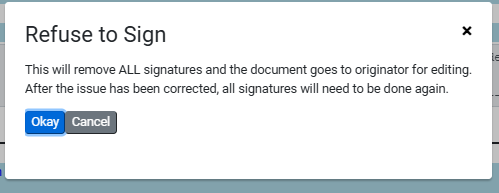 Refuse to Sign
×
This will remove ALL signatures and the document goes to originator for editing.
After the issue has been corrected, all signatures will need to be done again.
Okay Cancel